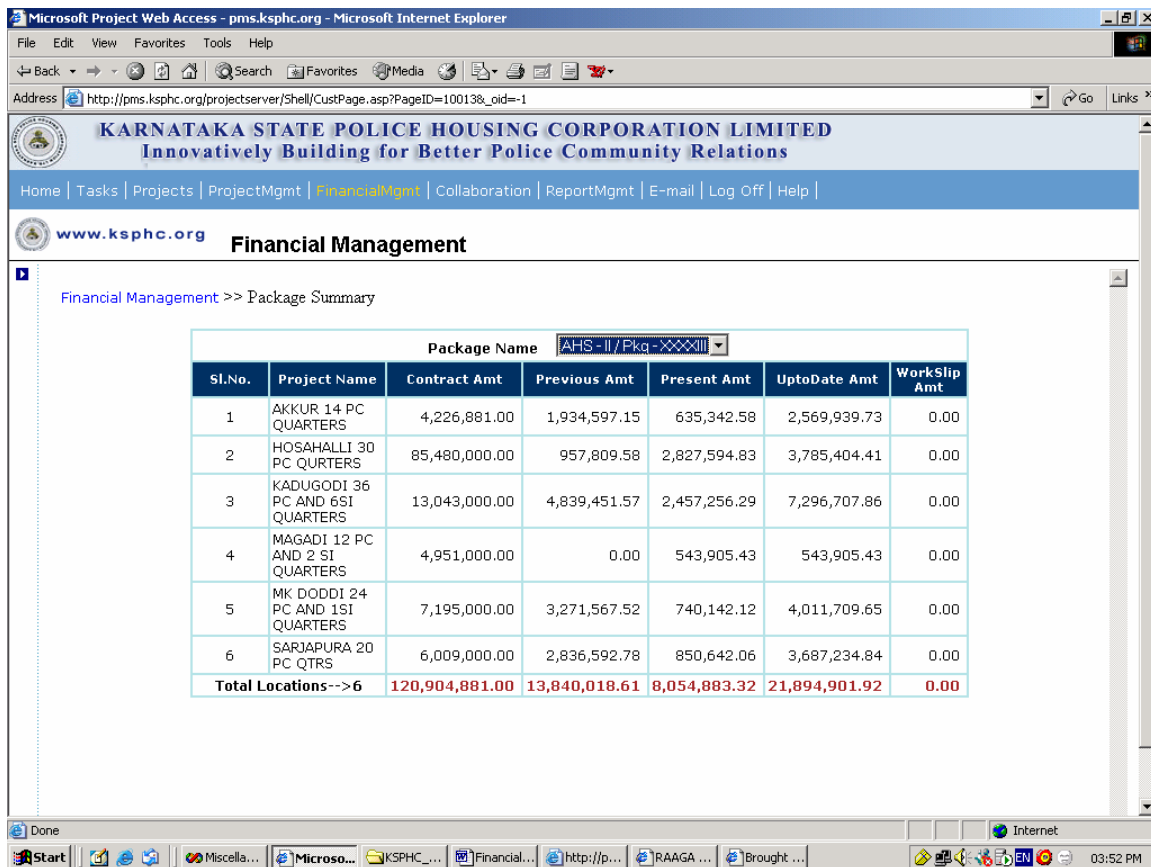 Microsoft Project Web Access - pms.ksphc.org - Microsoft Internet Explorer
File Edit View Favorites Tools Help
Back Search Favorites Media
Address http://pms.ksphc.org/projectserver/Shell/CustPage.asp?PageID=10013&_oid=-1 Go Links »
KARNATAKA STATE POLICE HOUSING CORPORATION LIMITED
Innovatively Building for Better Police Community Relations
Home | Tasks | Projects | ProjectMgmt | FinancialMgmt | Collaboration | ReportMgmt | E-mail | Log Off | Help |
www.ksphc.org Financial Management
Financial Management >> Package Summary
Package Name AHS - II / Pkg - XXXXIII
Sl.No. Project Name Contract Amt Previous Amt Present Amt UptoDate Amt WorkSlip
Amt
1 AKKUR 14 PC
QUARTERS 4,226,881.00 1,934,597.15 635,342.58 2,569,939.73 0.00
2 HOSAHALLI 30
PC QURTERS 85,480,000.00 957,809.58 2,827,594.83 3,785,404.41 0.00
3 KADUGODI 36
PC AND 6SI
QUARTERS 13,043,000.00 4,839,451.57 2,457,256.29 7,296,707.86 0.00
4 MAGADI 12 PC
AND 2 SI
QUARTERS 4,951,000.00 0.00 543,905.43 543,905.43 0.00
5 MK DODDI 24
PC AND 1SI
QUARTERS 7,195,000.00 3,271,567.52 740,142.12 4,011,709.65 0.00
6 SARJAPURA 20
PC QTRS 6,009,000.00 2,836,592.78 850,642.06 3,687,234.84 0.00
Total Locations-->6 120,904,881.00 13,840,018.61 8,054,883.32 21,894,901.92 0.00
Done Internet
Start Miscella... Microso... KSPHC_... Financial... http://p... RAAGA ... Brought ... EN 03:52 PM